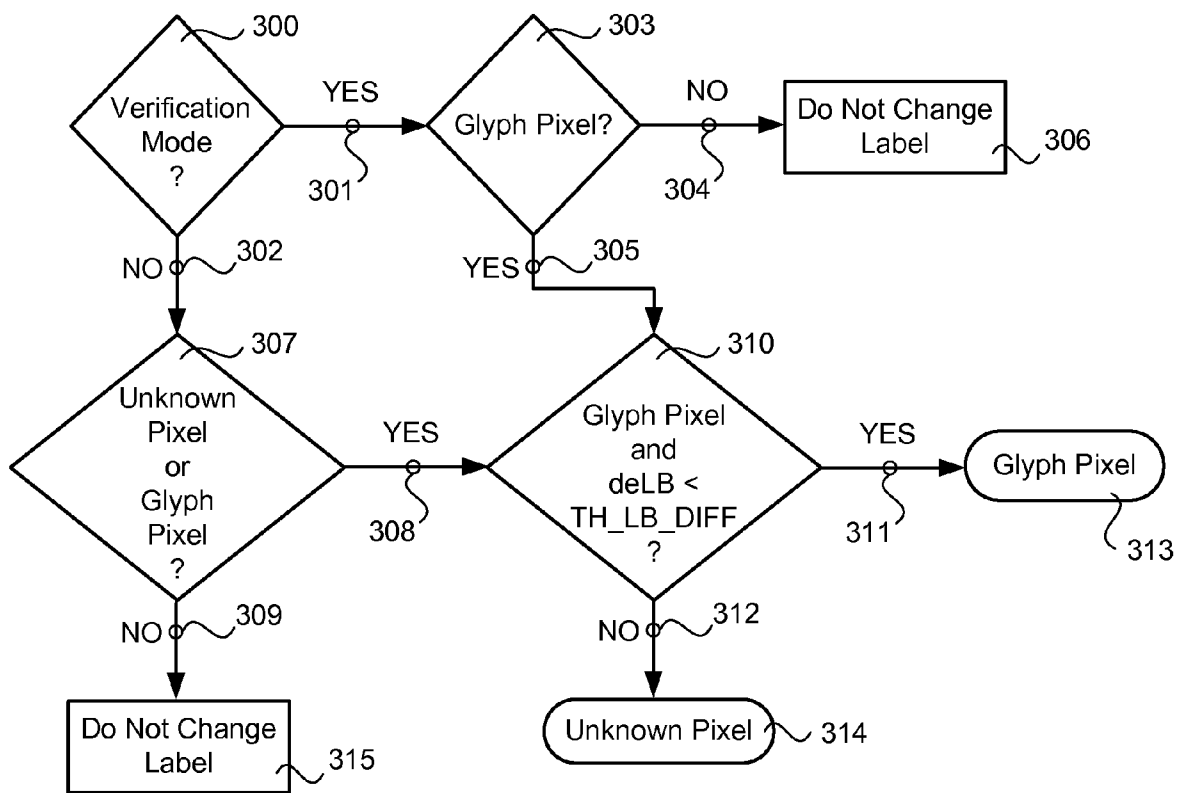 300
Verification
Mode
?
YES
301
303
Glyph Pixel?
NO
304
Do Not Change
Label
306
NO
302
YES
305
307
Unknown
Pixel
or
Glyph
Pixel
?
YES
308
310
Glyph Pixel
and
deLB <
TH_LB_DIFF
?
YES
311
Glyph Pixel
313
NO
309
NO
312
Do Not Change
Label
315
Unknown Pixel
314